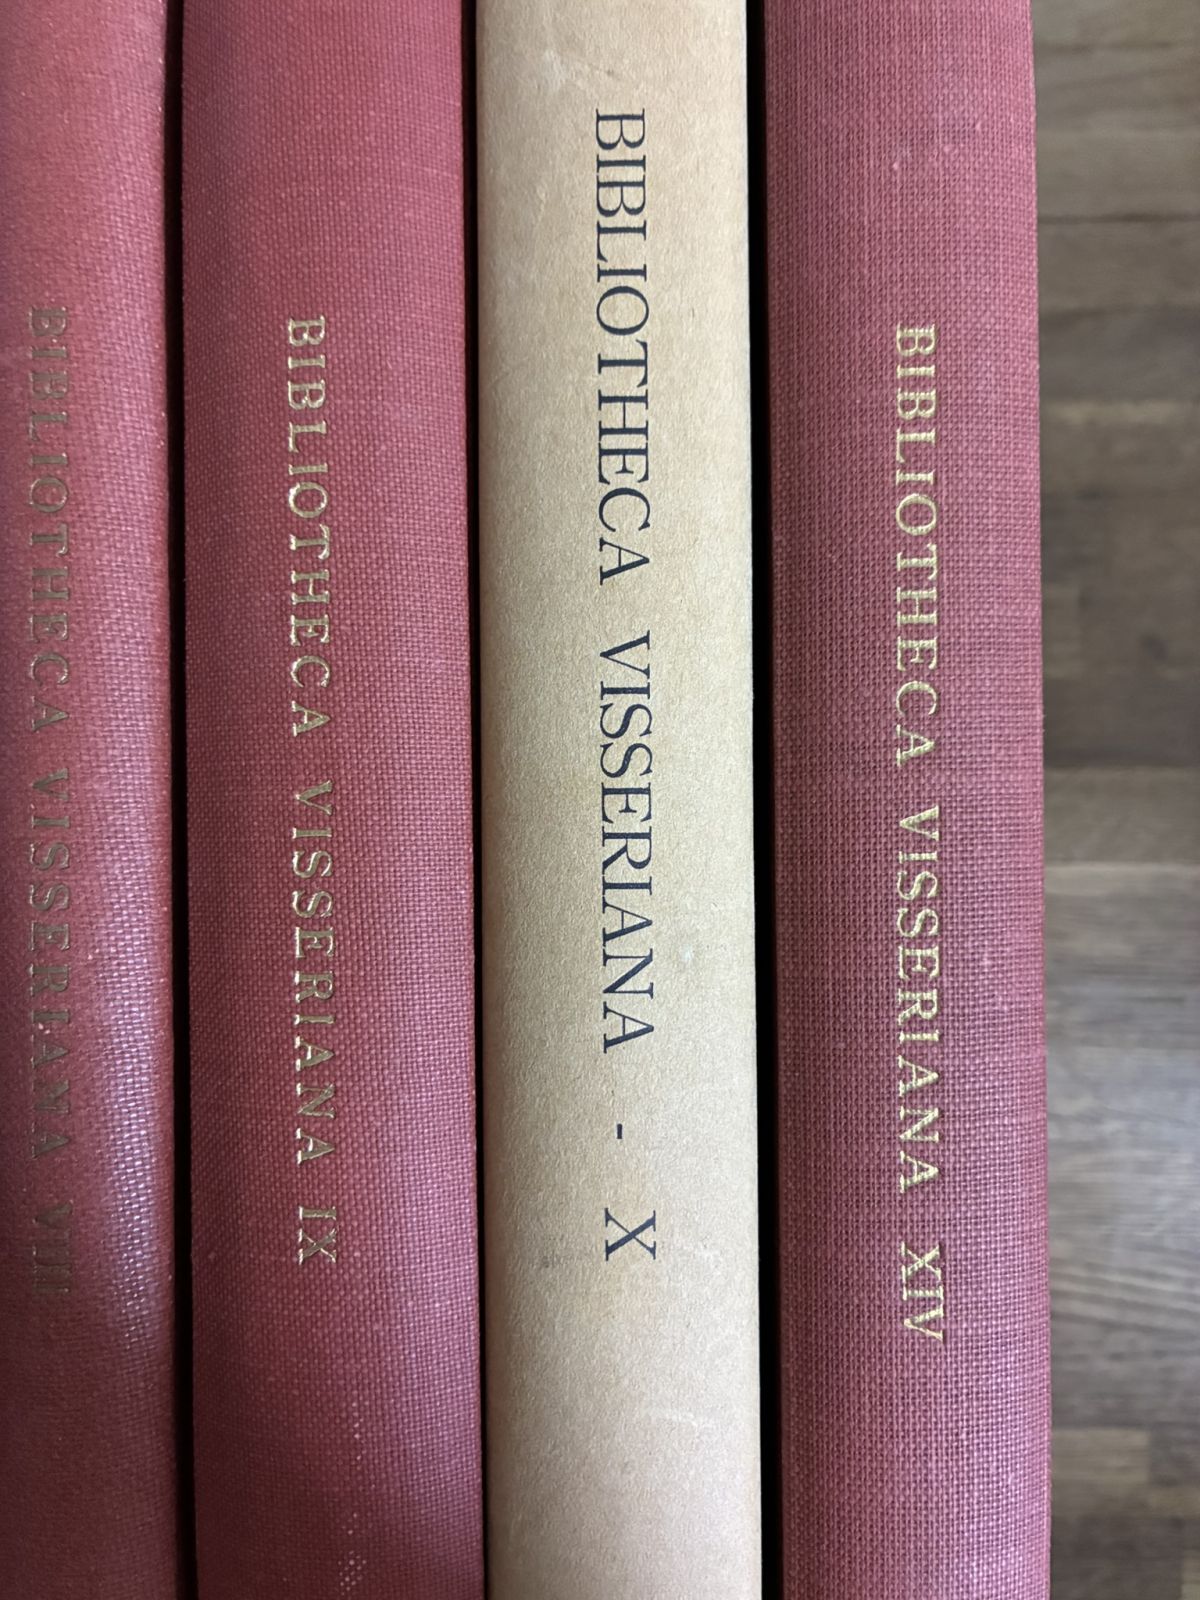 BIBLIOTHECA VISSERIANA VIII
BIBLIOTHECA VISSERIANA IX
BIBLIOTHECA VISSERIANA - X
BIBLIOTHECA VISSERIANA XIV